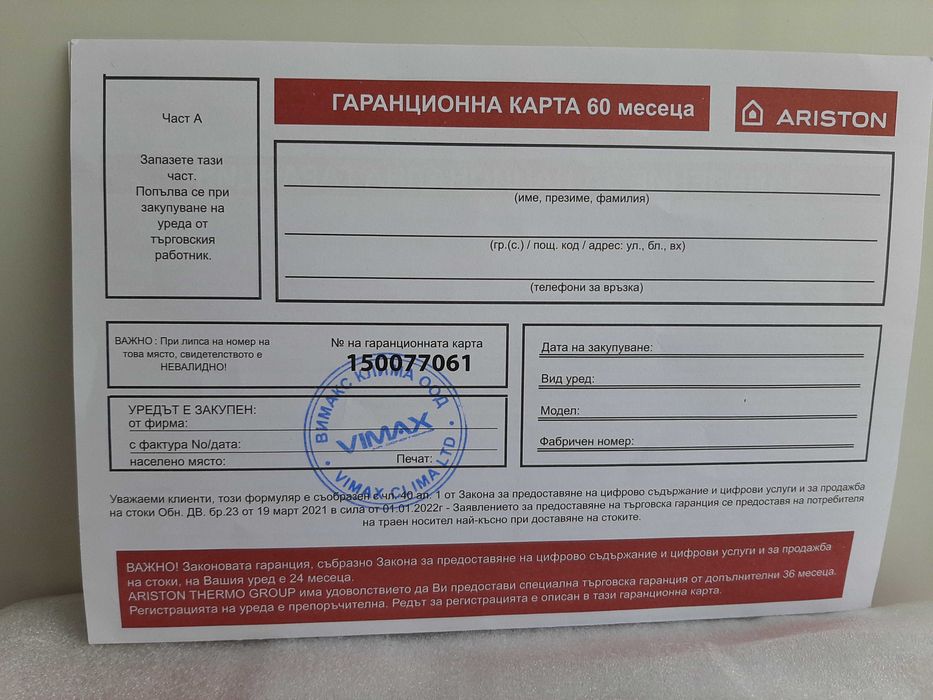 Част А
Запазете тази
част.
Попълва се при
закупуване на
уреда от
търговския
работник.
ГАРАНЦИОННА КАРТА 60 месеца
ARISTON
(име, презиме, фамилия)
(гр.(с.) / пощ. код / адрес: ул., бл., вх)
(телефони за връзка)
ВАЖНО : При липса на номер на
това място, свидетелството е
НЕВАЛИДНО!
№ на гаранционната карта
150077061
УРЕДЪТ Е ЗАКУПЕН:
от фирма:
с фактура No/дата:
населено място:
Печат:
ВИМАКС КЛИМА ООД
VIMAX
VIMAX CLIMA LTD
Дата на закупуване:
Вид уред:
Модел:
Фабричен номер:
Уважаеми клиенти, този формуляр е съобразен с чл. 40 ал. 1 от Закона за предоставяне на цифрово съдържание и цифрови услуги и за продажба
на стоки Обн. ДВ. бр.23 от 19 март 2021 в сила от 01.01.2022г - Заявлението за предоставяне на търговска гаранция се предоставя на потребителя
на траен носител най-късно при доставяне на стоките.
ВАЖНО! Законовата гаранция, събразно Закона за предоставяне на цифрово съдържание и цифрови услуги и за продажба
на стоки, на Вашия уред е 24 месеца.
ARISTON THERMO GROUP има удоволствието да Ви предостави специална търговска гаранция от допълнителни 36 месеца.
Регистрацията на уреда е препоръчителна. Редът за регистрацията е описан в тази гаранционна карта.